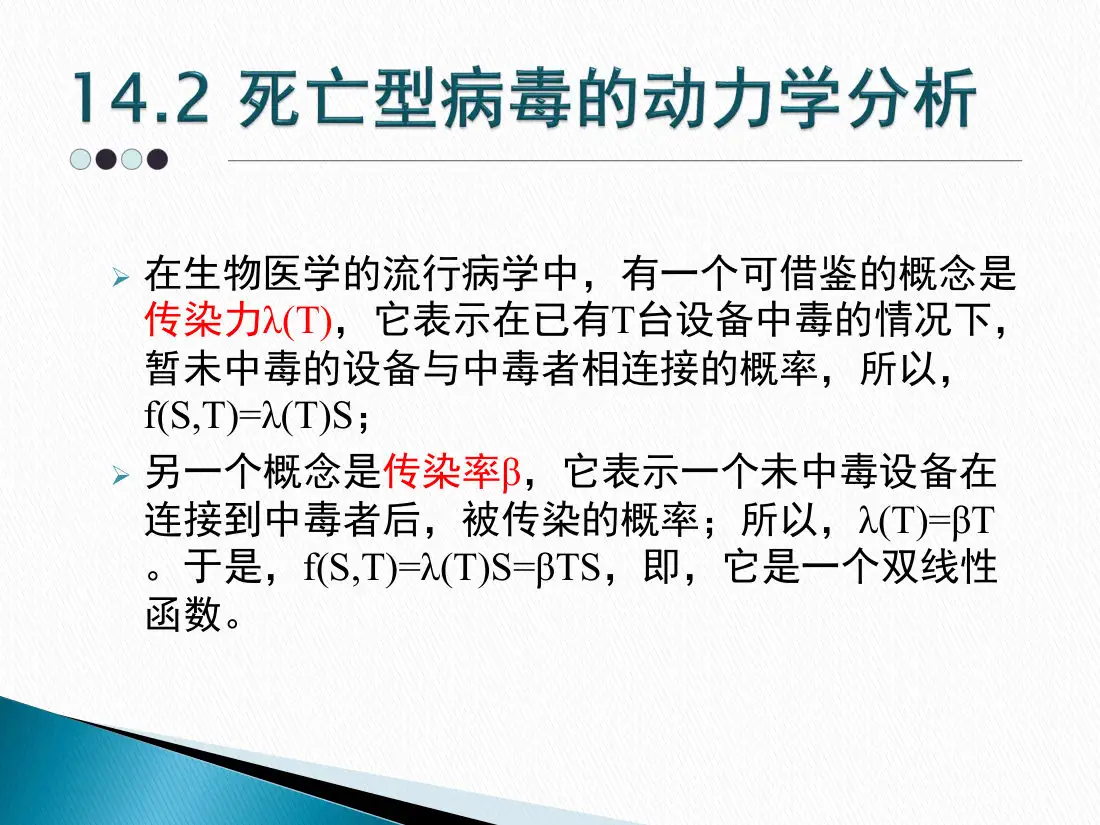 14.2 死亡型病毒的动力学分析
在生物医学的流行病学中，有一个可借鉴的概念是
传染力λ(T)，它表示在已有T台设备中毒的情况下，
暂未中毒的设备与中毒者相连接的概率，所以，
f(S,T)=λ(T)S；
另一个概念是传染率β，它表示一个未中毒设备在
连接到中毒者后，被传染的概率；所以，λ(T)=βT
。于是，f(S,T)=λ(T)S=βTS，即，它是一个双线性
函数。